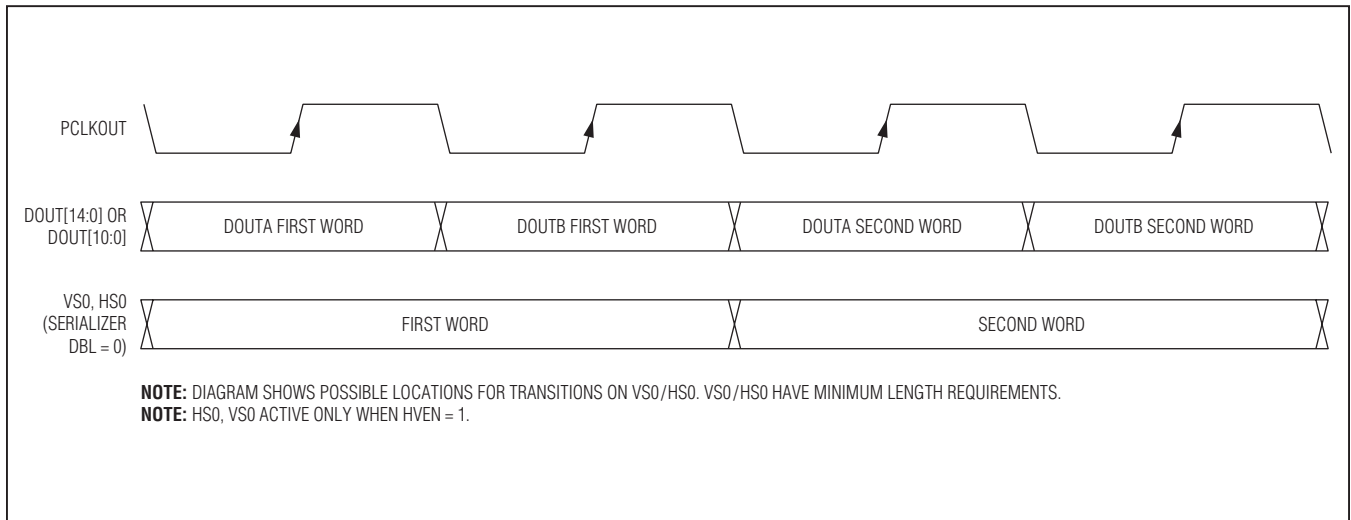 PCLKOUT
DOUT[14:0] OR
DOUT[10:0]
DOUTA FIRST WORD
DOUTB FIRST WORD
DOUTA SECOND WORD
DOUTB SECOND WORD
VS0, HS0
(SERIALIZER
DBL = 0)
FIRST WORD
SECOND WORD
NOTE: DIAGRAM SHOWS POSSIBLE LOCATIONS FOR TRANSITIONS ON VS0/HS0. VS0/HS0 HAVE MINIMUM LENGTH REQUIREMENTS.
NOTE: HS0, VS0 ACTIVE ONLY WHEN HVEN = 1.